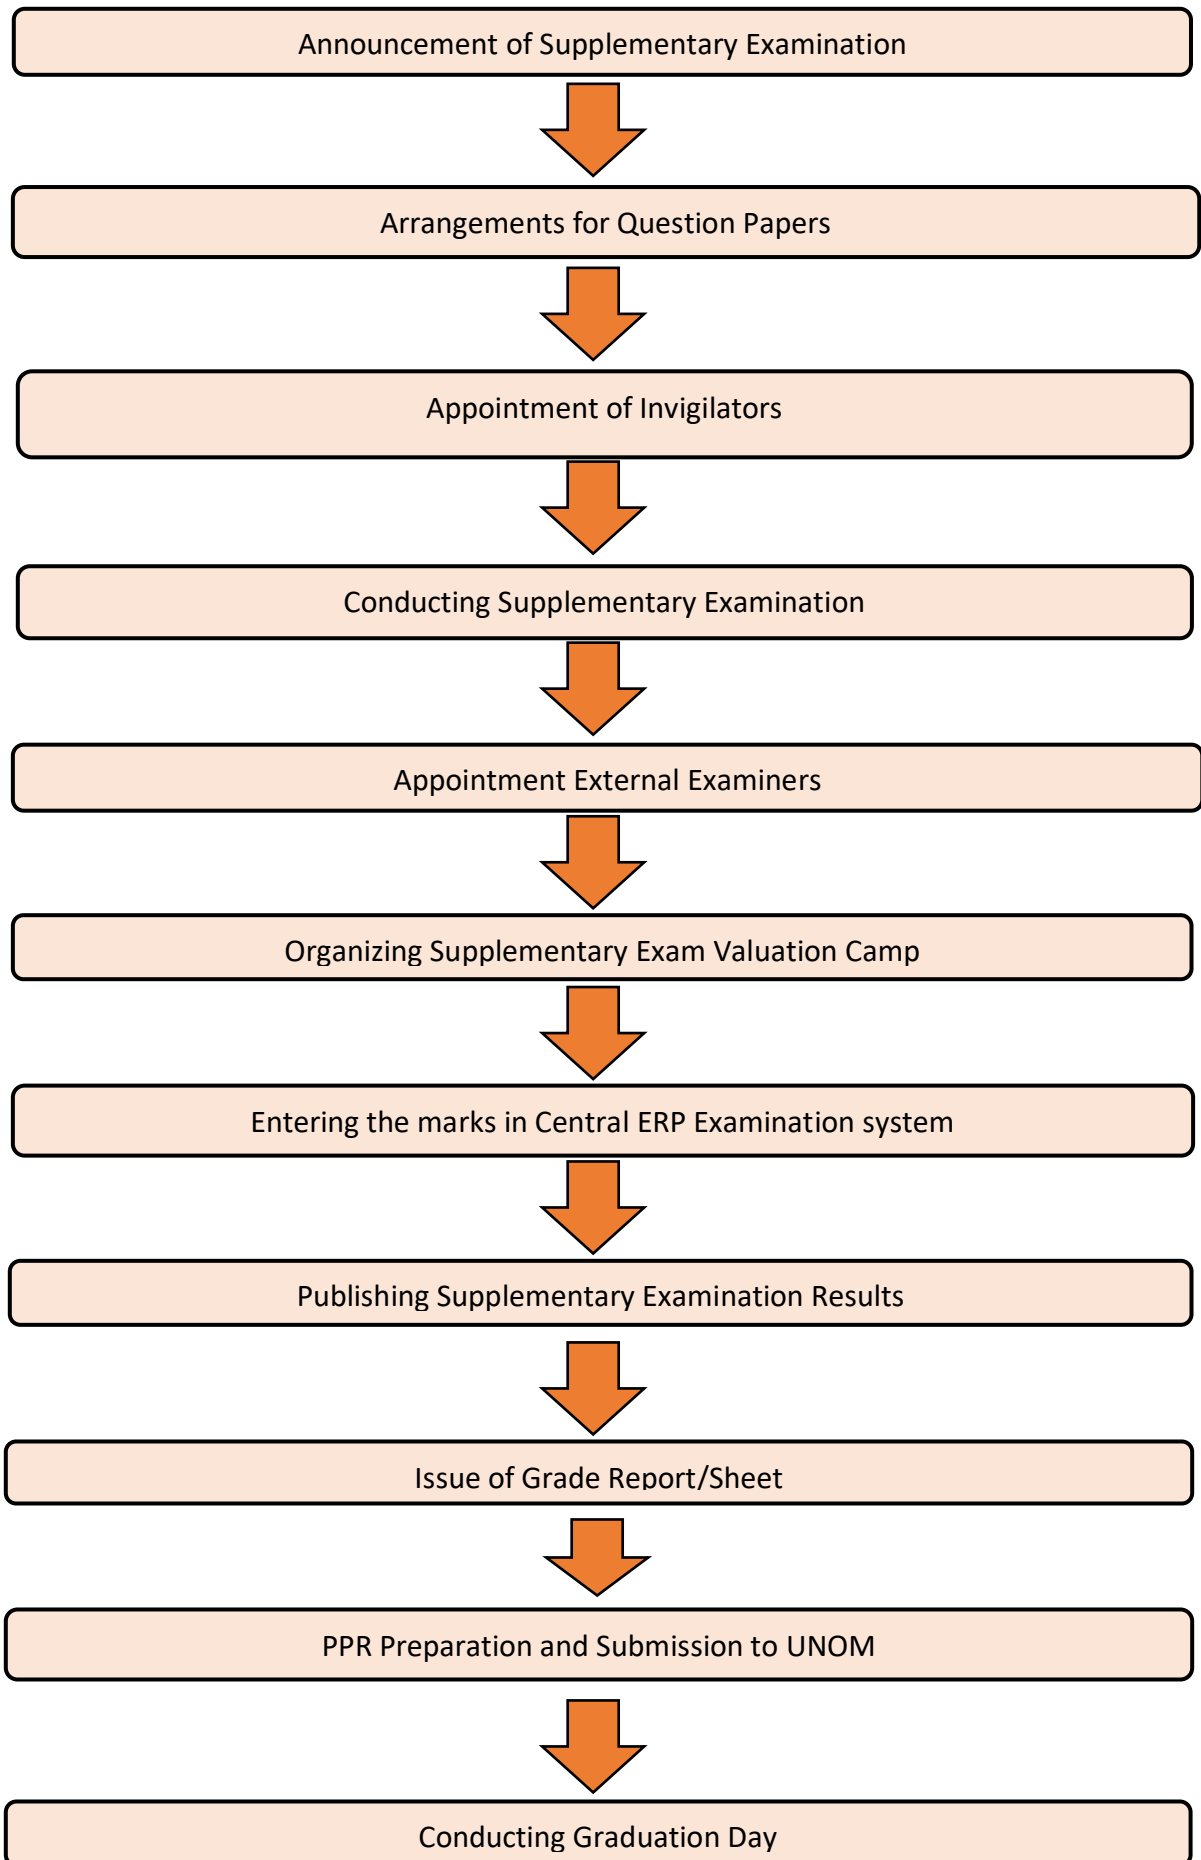 Announcement of Supplementary Examination
Arrangements for Question Papers
Appointment of Invigilators
Conducting Supplementary Examination
Appointment External Examiners
Organizing Supplementary Exam Valuation Camp
Entering the marks in Central ERP Examination system
Publishing Supplementary Examination Results
Issue of Grade Report/Sheet
PPR Preparation and Submission to UNOM
Conducting Graduation Day